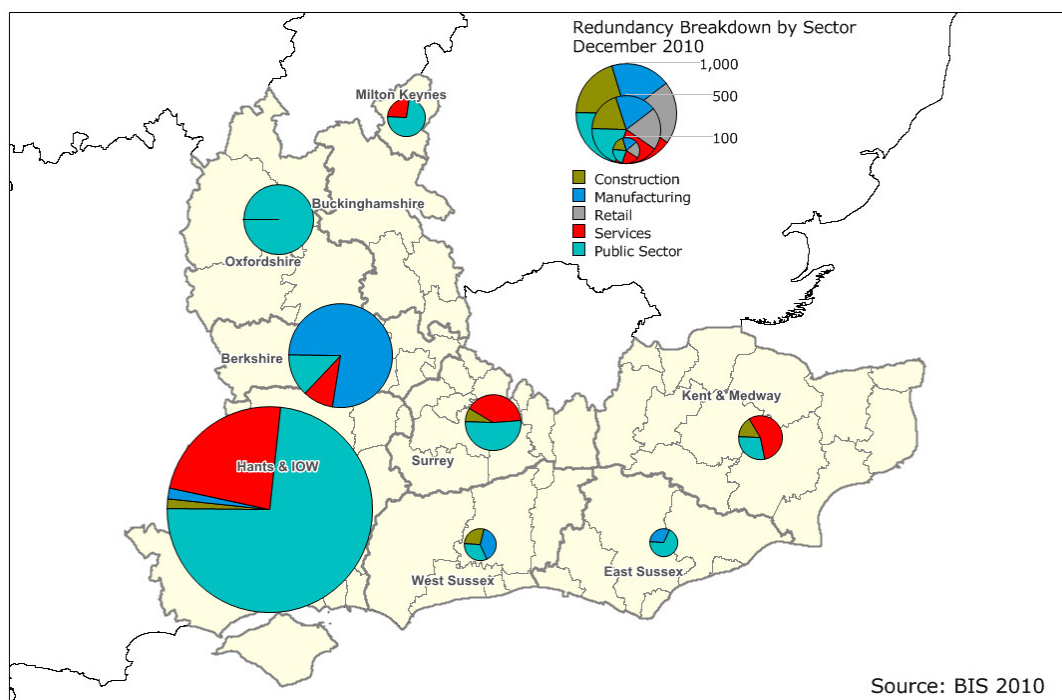 Redundancy Breakdown by Sector
December 2010
1,000
500
100
Construction
Manufacturing
Retail
Services
Public Sector
Milton Keynes
Buckinghamshire
Oxfordshire
Berkshire
Kent & Medway
Surrey
Hants & IOW
West Sussex
East Sussex
Source: BIS 2010